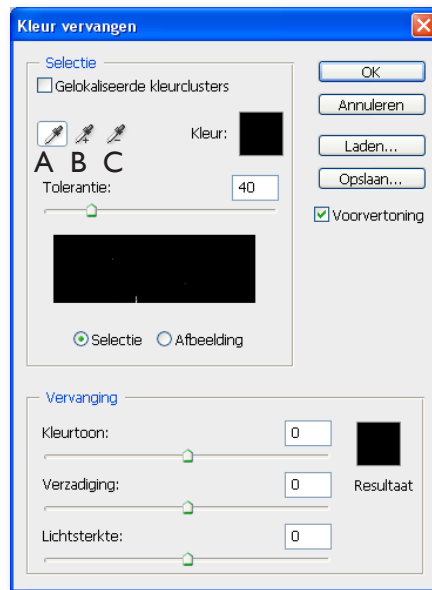 Kleur vervangen
Selectie
Gelokaliseerde kleurclusters
Kleur:
A B C
Tolerantie: 40
Selectie Afbeelding
OK
Annuleren
Laden...
Opslaan...
Voorvertoning
Vervanging
Kleurtoon: 0
Verzadiging: 0
Resultaat
Lichtsterkte: 0